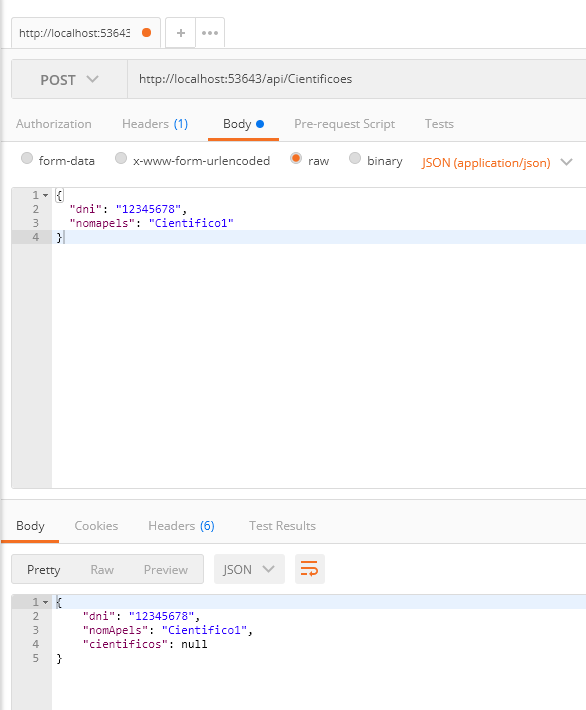 http://localhost:53643
+
•••
POST
http://localhost:53643/api/Cientificoes
Authorization Headers (1) Body Pre-request Script Tests
form-data x-www-form-urlencoded raw binary JSON (application/json)
1 {
2 "dni": "12345678",
3 "nomapels": "Cientifico1"
4 }
Body Cookies Headers (6) Test Results
Pretty Raw Preview JSON
1 {
2 "dni": "12345678",
3 "nomApels": "Cientifico1",
4 "cientificos": null
5 }